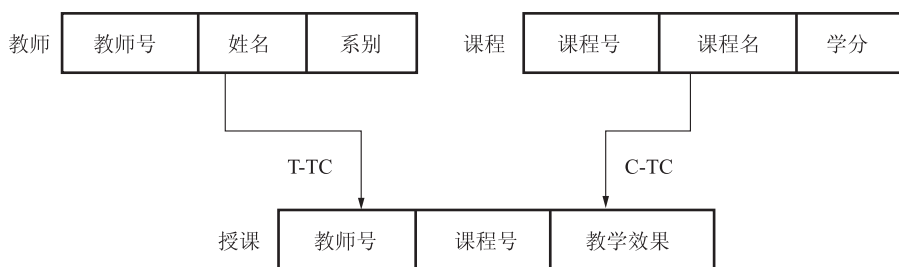 教师 教师号 姓名 系别 课程 课程号 课程名 学分
T-TC C-TC
授课 教师号 课程号 教学效果